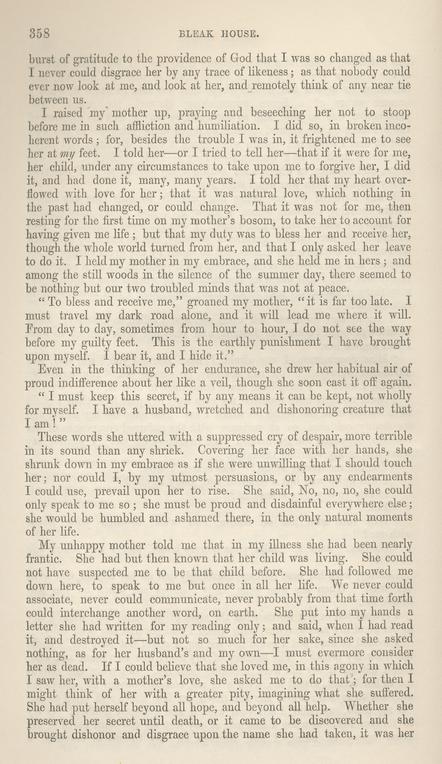 358 BLEAK HOUSE.
burst of gratitude to the providence of God that I was so changed as that
I never could disgrace her by any trace of likeness; as that nobody could
ever now look at me, and look at her, and remotely think of any near tie
between us.
I raised my mother up, praying and beseeching her not to stoop
before me in such affliction and humiliation. I did so, in broken inco-
herent words; for, besides the trouble I was in, it frightened me to see
her at my feet. I told her—or I tried to tell her—that if it were for me,
her child, under any circumstances to take upon me to forgive her, I did
it, and had done it, many, many years. I told her that my heart over-
flowed with love for her; that it was natural love, which nothing in
the past had changed, or could change. That it was not for me, then
resting for the first time on my mother's bosom, to take her to account for
having given me life; but that my duty was to bless her and receive her,
though the whole world turned from her, and that I only asked her leave
to do it. I held my mother in my embrace, and she held me in hers; and
among the still woods in the silence of the summer day, there seemed to
be nothing but our two troubled minds that was not at peace.
"To bless and receive me," groaned my mother, "it is far too late. I
must travel my dark road alone, and it will lead me where it will.
From day to day, sometimes from hour to hour, I do not see the way
before my guilty feet. This is the earthly punishment I have brought
upon myself. I bear it, and I hide it."
Even in the thinking of her endurance, she drew her habitual air of
proud indifference about her like a veil, though she soon cast it off again.
"I must keep this secret, if by any means it can be kept, not wholly
for myself. I have a husband, wretched and dishonoring creature that
I am!"
These words she uttered with a suppressed cry of despair, more terrible
in its sound than any shriek. Covering her face with her hands, she
shrunk down in my embrace as if she were unwilling that I should touch
her; nor could I, by my utmost persuasions, or by any endearments
I could use, prevail upon her to rise. She said, No, no, no, she could
only speak to me so; she must be proud and disdainful everywhere else;
she would be humbled and ashamed there, in the only natural moments
of her life.
My unhappy mother told me that in my illness she had been nearly
frantic. She had but then known that her child was living. She could
not have suspected me to be that child before. She had followed me
down here, to speak to me but once in all her life. We never could
associate, never could communicate, never probably from that time forth
could interchange another word, on earth. She put into my hands a
letter she had written for my reading only; and said, when I had read
it, and destroyed it—but not so much for her sake, since she asked
nothing, as for her husband's and my own—I must evermore consider
her as dead. If I could believe that she loved me, in this agony in which
I saw her, with a mother's love, she asked me to do that; for then I
might think of her with a greater pity, imagining what she suffered.
She had put herself beyond all hope, and beyond all help. Whether she
preserved her secret until death, or it came to be discovered and she
brought dishonor and disgrace upon the name she had taken, it was her